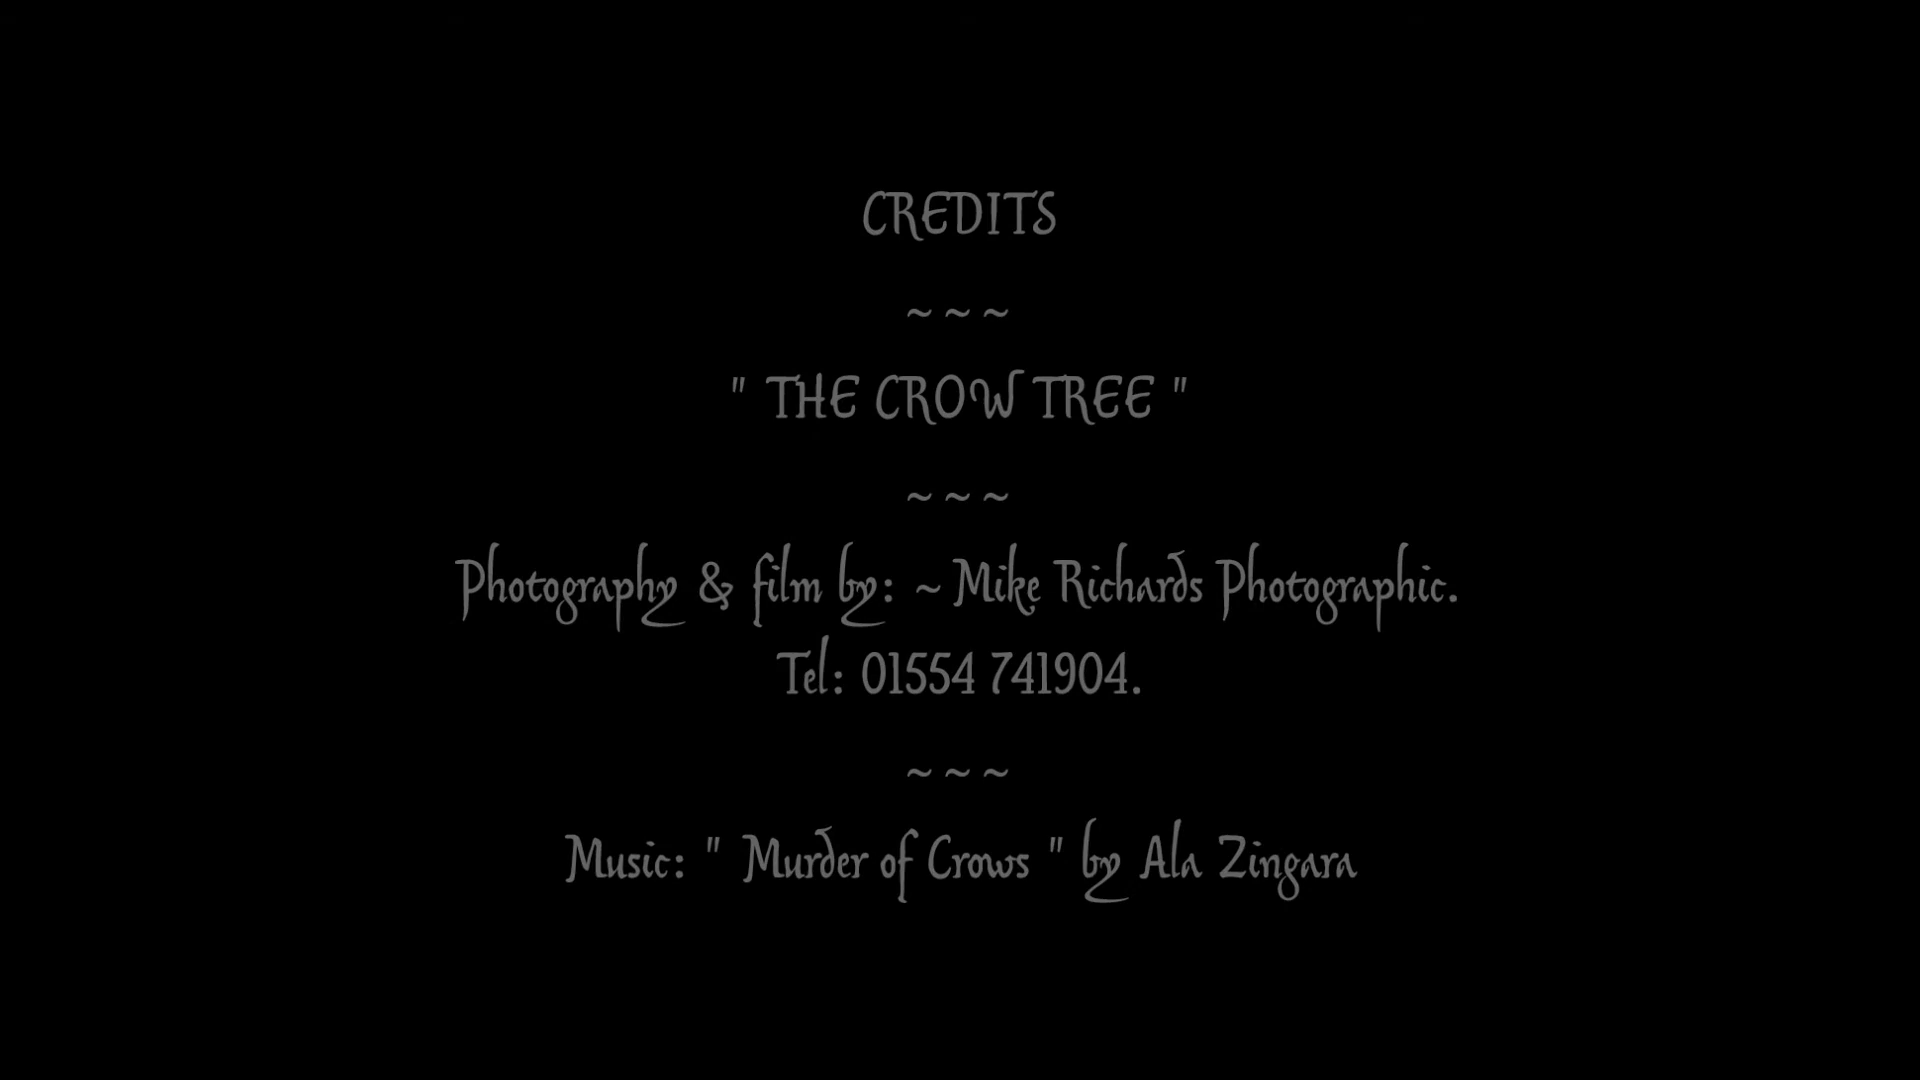 CREDITS
~ ~ ~
" THE CROW TREE "
~ ~ ~
Photography & film by: ~ Mike Richards Photographic.
Tel: 01554 741904.
~ ~ ~
Music: " Murder of Crows " by Ala Zingara